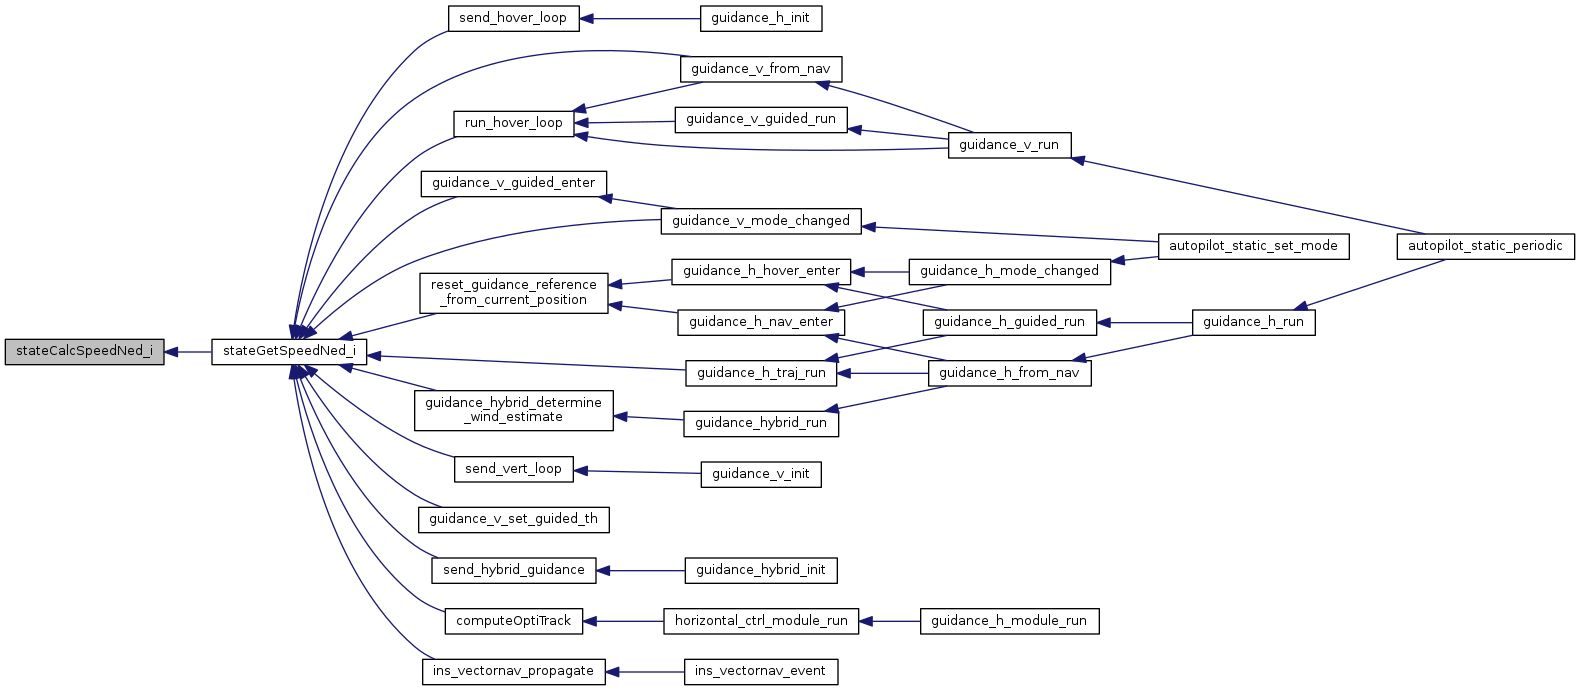 send_hover_loop
guidance_h_init
guidance_v_from_nav
run_hover_loop
guidance_v_guided_run
guidance_v_run
guidance_v_guided_enter
guidance_v_mode_changed
autopilot_static_set_mode
autopilot_static_periodic
reset_guidance_reference
_from_current_position
guidance_h_hover_enter
guidance_h_mode_changed
guidance_h_nav_enter
guidance_h_guided_run
guidance_h_run
stateCalcSpeedNed_i
stateGetSpeedNed_i
guidance_h_traj_run
guidance_h_from_nav
guidance_hybrid_determine
_wind_estimate
guidance_hybrid_run
send_vert_loop
guidance_v_init
guidance_v_set_guided_th
send_hybrid_guidance
guidance_hybrid_init
computeOptiTrack
horizontal_ctrl_module_run
guidance_h_module_run
ins_vectornav_propagate
ins_vectornav_event